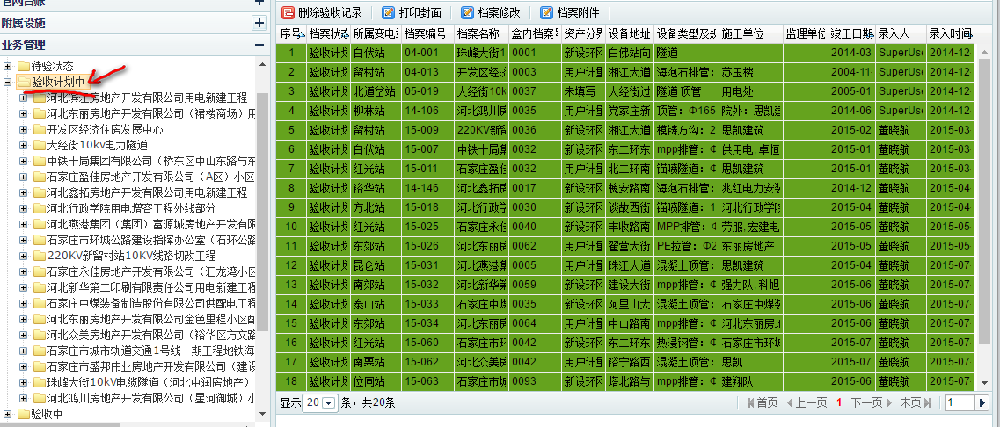 管网台账
附属设施
业务管理
待验状态
验收计划中
河北滨江房地产开发有限公司用电新建工程
河北东丽房地产开发有限公司（裙楼商场）用
开发区经济住房发展中心
大经街10kv电力隧道
中铁十局集团有限公司（桥东区中山东路与东
石家庄盈佳房地产开发有限公司（A区）小区
河北鑫拓房地产开发有限公司用电新建工程
河北行政学院用电增容工程外线部分
河北燕港集团（集团）富源城房地产开发有限
石家庄市环城公路建设指挥办公室（石环公路
220KV新留村站10KV线路切改工程
石家庄永佳房地产开发有限公司（汇龙湾小区
河北新华第二印刷有限责任公司用电新建工程
石家庄中煤装备制造股份有限公司供配电工程
河北东丽房地产开发有限公司金色里程小区配
河北众美房地产开发有限公司（裕华区方文路
石家庄市城市轨道交通1号线一期工程地铁海
石家庄市盛邦伟业房地产开发有限公司（建设
珠峰大街10kV电缆隧道（河北中润房地产）
河北鸿川房地产开发有限公司（星河御城）小
验收中
删除验收记录 打印封面 档案修改 档案附件
序号 档案状态 所属变电站 档案编号 档案名称 盒内档案号 资产分界 设备地址 设备类型及规 施工单位 监理单位 竣工日期 录入人 录入时间
1 验收计划 白伏站 04-001 珠峰大街1 0001 白佛站向 隧道 2014-03- SuperUse 2014-12-
2 验收计划 留村站 04-013 开发区经济 0003 用户计量 湘江大道 海泡石排管: 苏玉楼 2004-11- SuperUse 2014-12-
3 验收计划 北道岔站 05-019 大经街10k 0037 未填写 大经街过 隧道 顶管 用电处 2005-01- SuperUse 2014-12-
4 验收计划 柳林站 14-106 河北鸿川房 0035 用户计量 党家庄新 顶管：Φ165 院外：思凯建 2014-06- SuperUse 2014-12-
5 验收计划 留村站 15-009 220KV新留 0036 新设环网 湘江大道 模铸方沟：2 思凯建筑 2015-01- 董晓航 2015-03-
6 验收计划 白伏站 15-007 中铁十局集 0032 新设环网 东二环东 mpp排管：Φ 供用电,卓恒 2015-01- 董晓航 2015-03-
7 验收计划 红光站 15-011 石家庄盈佳 0032 用户计量 北二环南 锚喷隧道：Φ 思凯建筑 2015-01- 董晓航 2015-03-
8 验收计划 裕华站 14-146 河北鑫拓房 0017 新设环网 槐安路南 海泡石排管: 兆红电力安装 2014-12- 董晓航 2015-04-
9 验收计划 方北站 15-018 河北行政学 0030 新设环网 谈故西街 锚喷隧道：1 河北行政学院 2015-04- 董晓航 2015-04-
10 验收计划 红光站 15-025 石家庄永佳 0040 新设环网 丰收路南 MPP排管：Φ 劳服,宏建电 2015-05- 董晓航 2015-05-
11 验收计划 东郊站 15-026 河北东丽房 0062 用户计量 翟营大街 PE拉管：Φ2 东丽房地产 2015-05- 董晓航 2015-05-
12 验收计划 昆仑站 15-031 河北燕港集 0005 用户计量 珠江大道 混凝土顶管: 思凯建筑 2015-04- 董晓航 2015-07-
13 验收计划 南郊站 15-032 河北新华第 0059 新设环网 建设大街 mpp排管：Φ 强力队,科旭 2015-06- 董晓航 2015-07-
14 验收计划 泰山站 15-033 石家庄中煤 0035 新设环网 阿里山大 混凝土顶管: 石家庄中煤装 2015-06- 董晓航 2015-07-
15 验收计划 东郊站 15-034 河北东丽房 0064 用户计量 中山路南 mpp排管：Φ 河北东丽房地 2015-06- 董晓航 2015-07-
16 验收计划 红光站 15-060 石家庄市环 0042 新设环网 东二环东 热浸钢管：Φ 石家庄市环城 2015-06- 董晓航 2015-07-
17 验收计划 南栗站 15-062 河北众美房 0042 用户计量 裕宁路西 混凝土顶管: 思凯 2015-06- 董晓航 2015-07-
18 验收计划 位同站 15-063 石家庄市城 0093 新设环网 塔北路与 mpp排管：Φ 建翔队 2015-06- 董晓航 2015-07-
显示 20 条，共20条 首页 上一页 1 下一页 末页 1